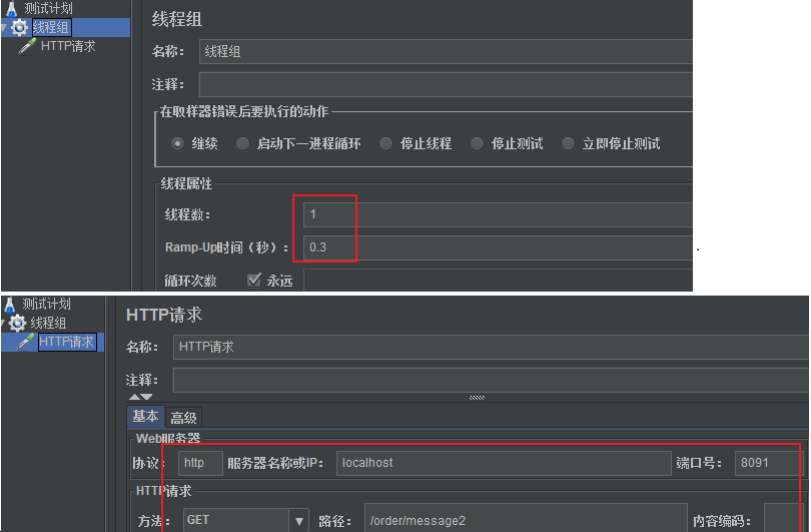 测试计划
线程组
HTTP请求
线程组
名称： 线程组
注释：
在取样器错误后要执行的动作
继续 启动下一进程循环 停止线程 停止测试 立即停止测试
线程属性
线程数： 1
Ramp-Up时间（秒）： 0.3
循环次数 永远
测试计划
线程组
HTTP请求
HTTP请求
名称： HTTP请求
注释：
基本 高级
Web服务器
协议： http 服务器名称或IP： localhost 端口号： 8091
HTTP请求
方法： GET 路径： /order/message2 内容编码：